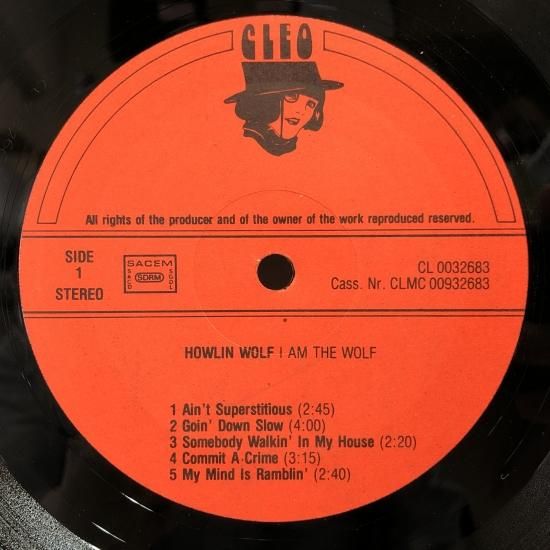 CLEO
All rights of the producer and of the owner of the work reproduced reserved.
SIDE
1
STEREO
SACEM
SACD
SDRM
SGDL
CL 0032683
Cass. Nr. CLMC 00932683
HOWLIN WOLF I AM THE WOLF
1 Ain't Superstitious (2:45)
2 Goin' Down Slow (4:00)
3 Somebody Walkin' In My House (2:20)
4 Commit A·Crime (3:15)
5 My Mind Is Ramblin' (2:40)